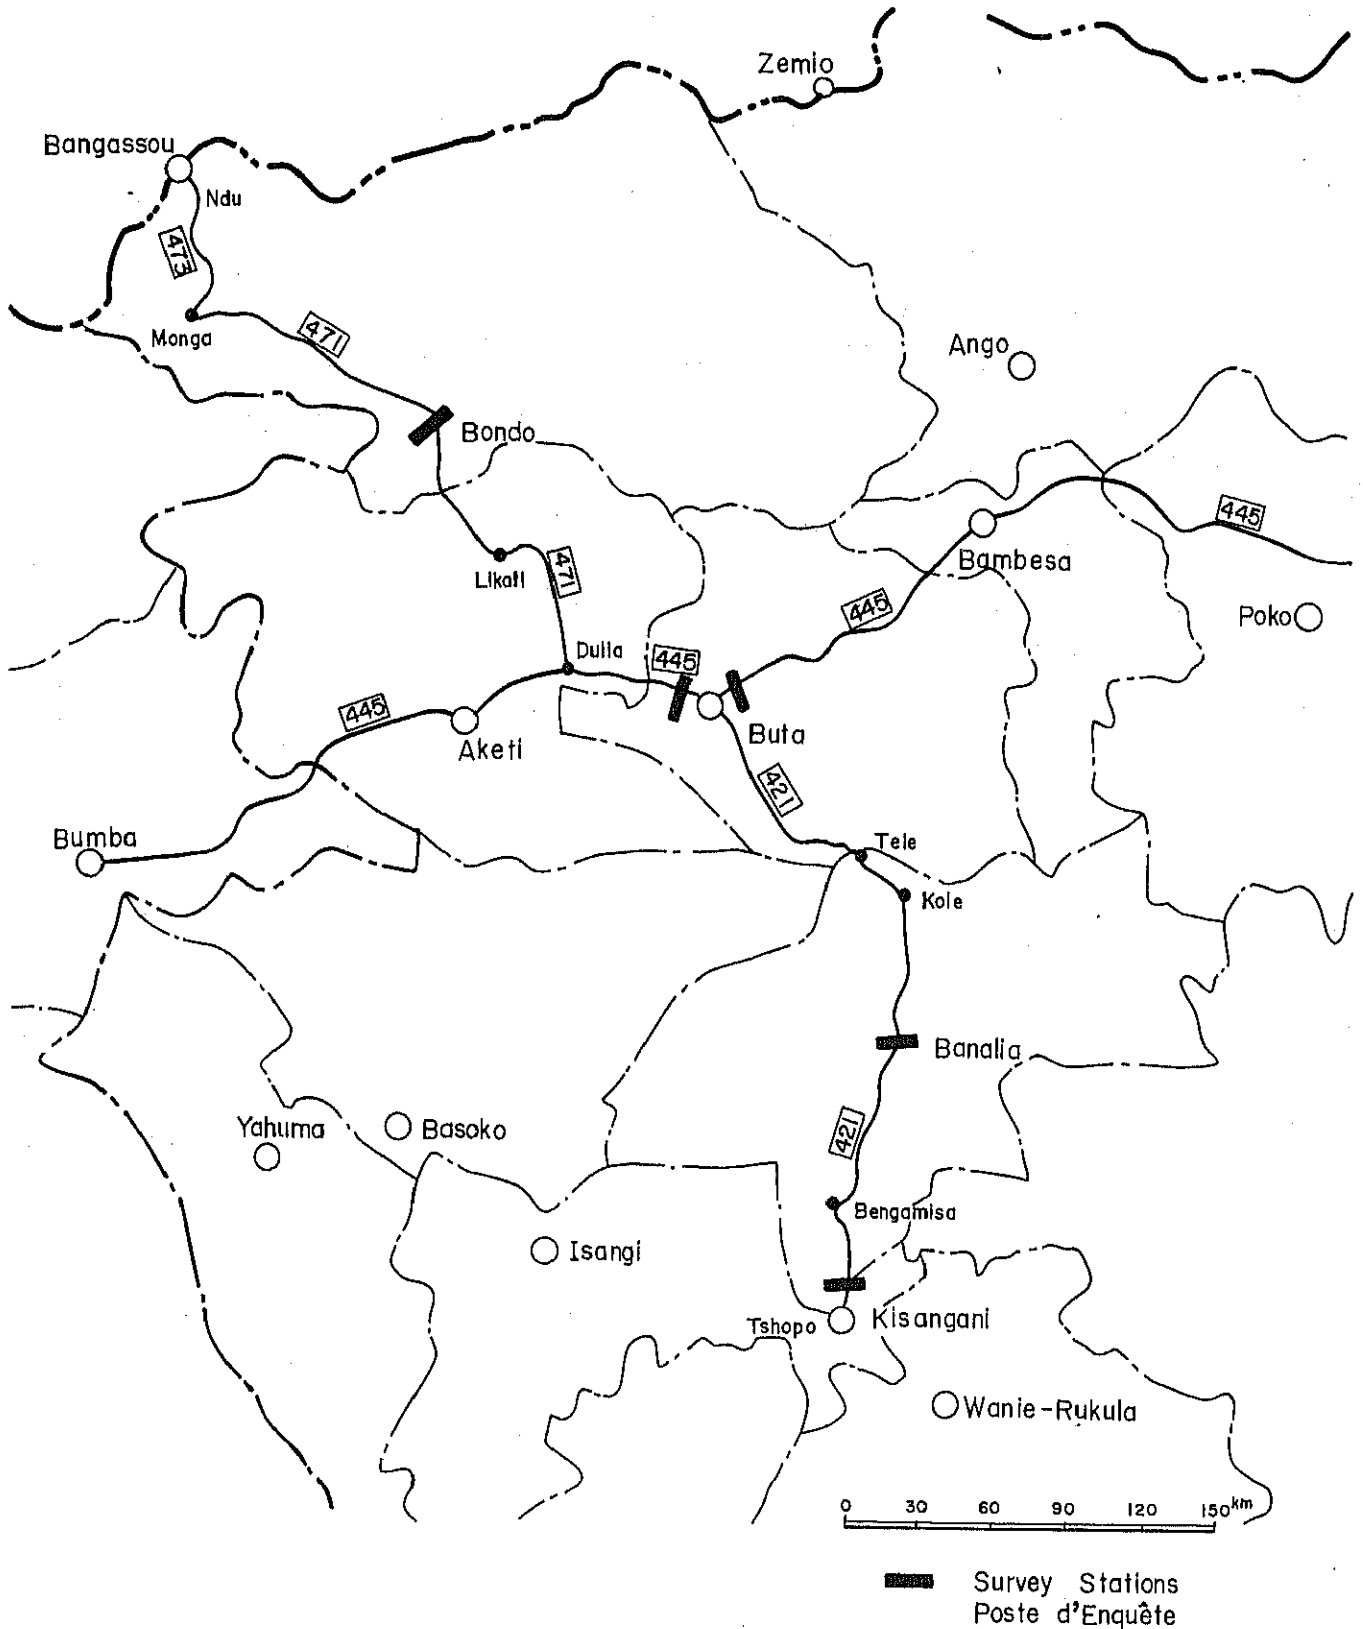 Zemio
Bangassou
Ndu
473
Monga
471
Ango
Bondo
445
Bambesa
Likati
471
445
Poko
Dulia
445
445
Buta
Aketi
421
Bumba
Tele
Kole
Banalia
Yahuma
Basoko
421
Bengamisa
Isangi
Tshopo
Kisangani
Wanie-Rukula
0 30 60 90 120 150km
Survey Stations
Poste d'Enquête